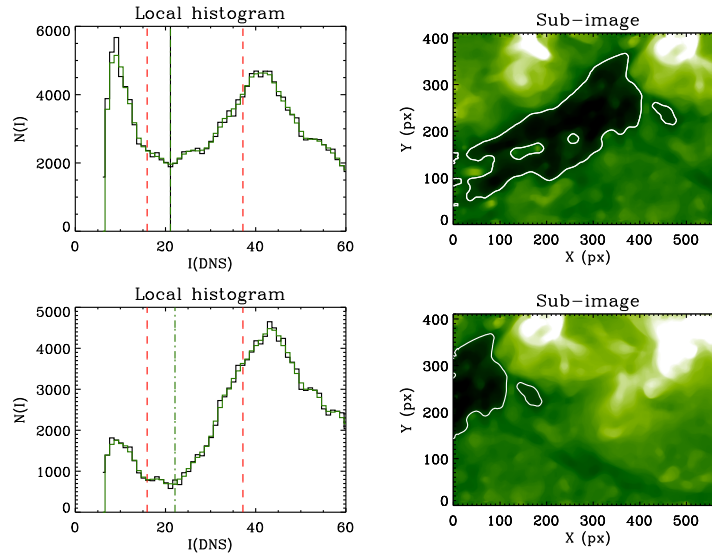 Local histogram
6000
4000
2000
0
N(I)
0 20 40 60
I(DNS)
Sub-image
400
300
200
100
0
Y (px)
0 100 200 300 400 500
X (px)
Local histogram
5000
4000
3000
2000
1000
0
N(I)
0 20 40 60
I(DNS)
Sub-image
400
300
200
100
0
Y (px)
0 100 200 300 400 500
X (px)